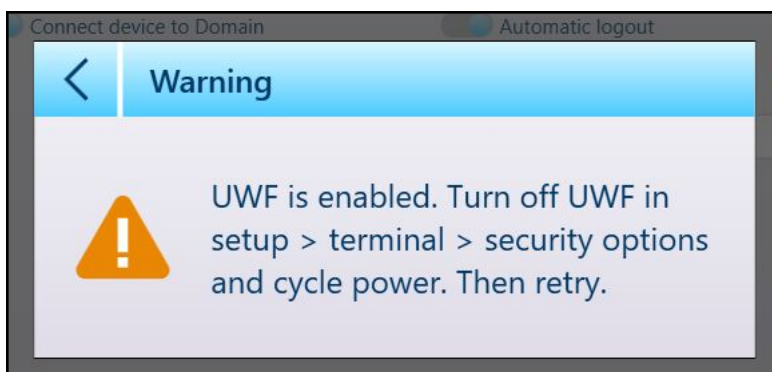 Connect device to Domain
Automatic logout
Warning
UWF is enabled. Turn off UWF in
setup > terminal > security options
and cycle power. Then retry.